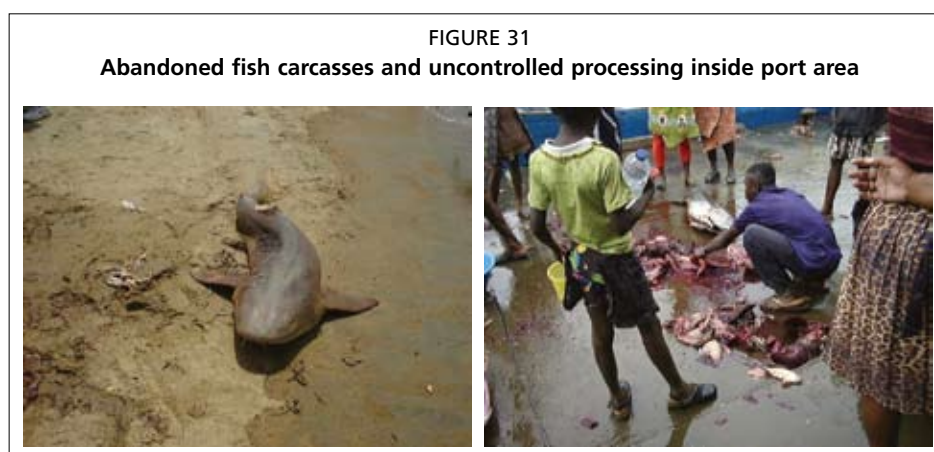 FIGURE 31
Abandoned fish carcasses and uncontrolled processing inside port area